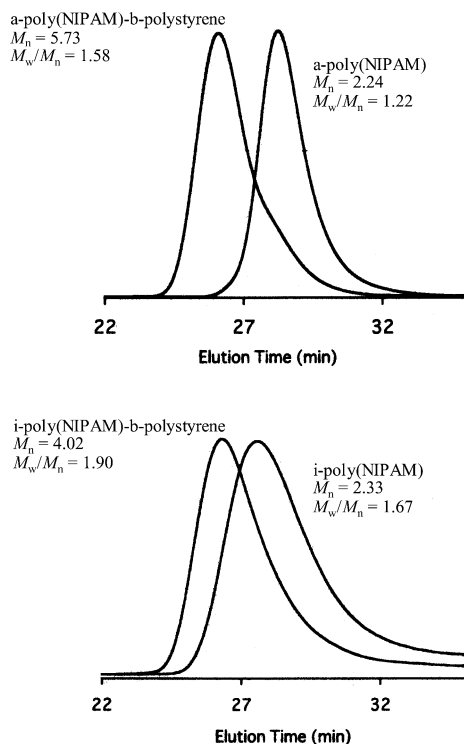 a-poly(NIPAM)-b-polystyrene
Mn = 5.73
Mw/Mn = 1.58
a-poly(NIPAM)
Mn = 2.24
Mw/Mn = 1.22
22 27 32
Elution Time (min)
i-poly(NIPAM)-b-polystyrene
Mn = 4.02
Mw/Mn = 1.90
i-poly(NIPAM)
Mn = 2.33
Mw/Mn = 1.67
22 27 32
Elution Time (min)